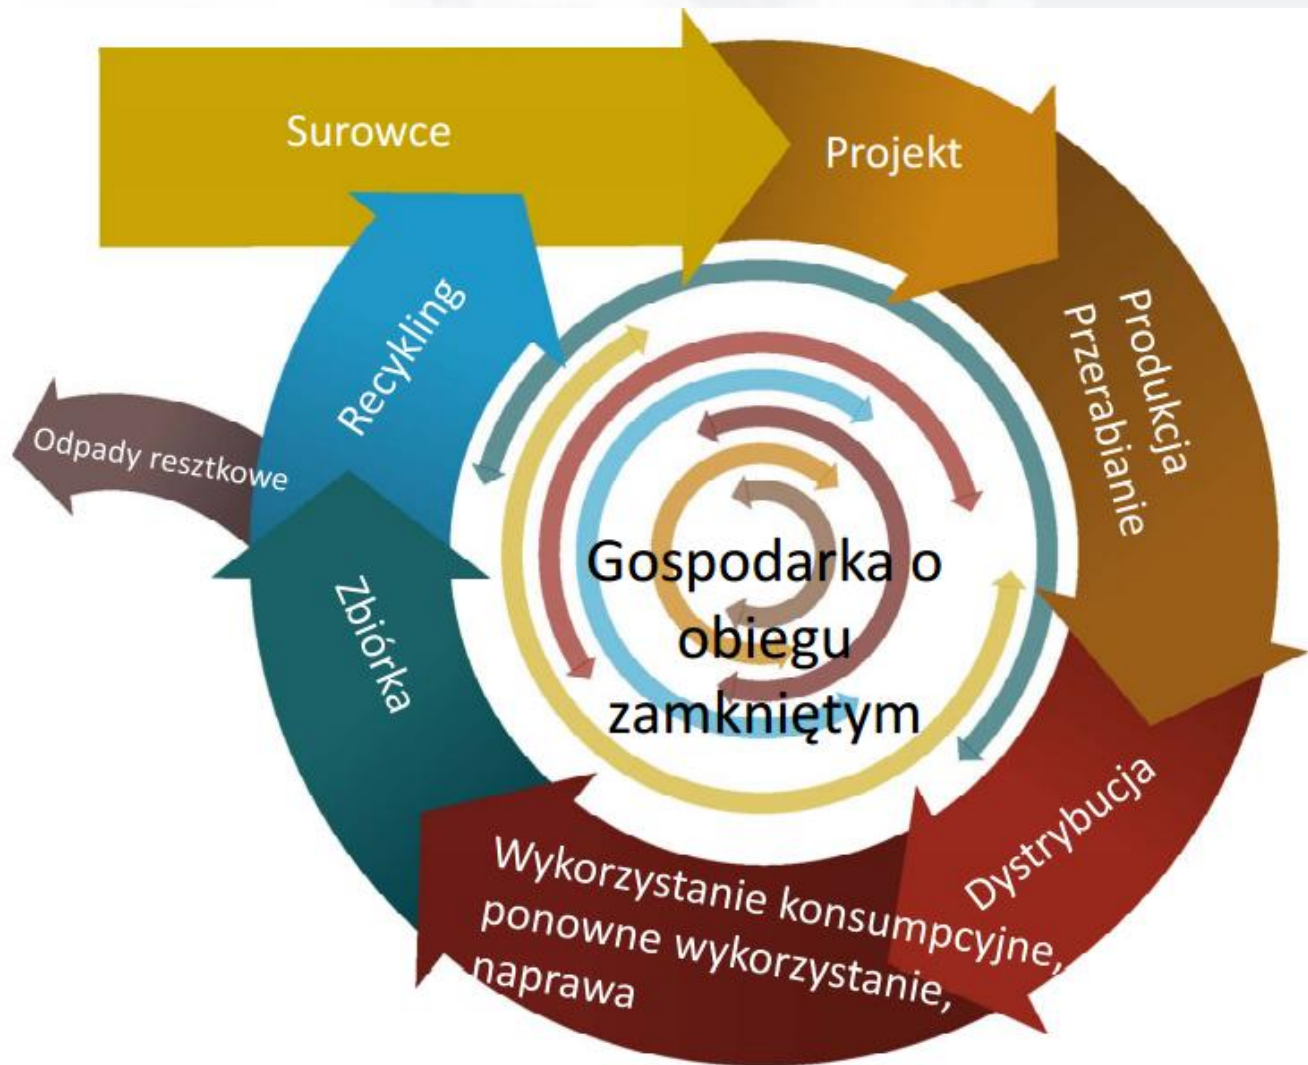 Surowce
Projekt
Produkcja
Przerabianie
Dystrybucja
Wykorzystanie konsumpcyjne,
ponowne wykorzystanie,
naprawa
Zbiórka
Recykling
Odpady resztkowe
Gospodarka o
obiegu
zamkniętym